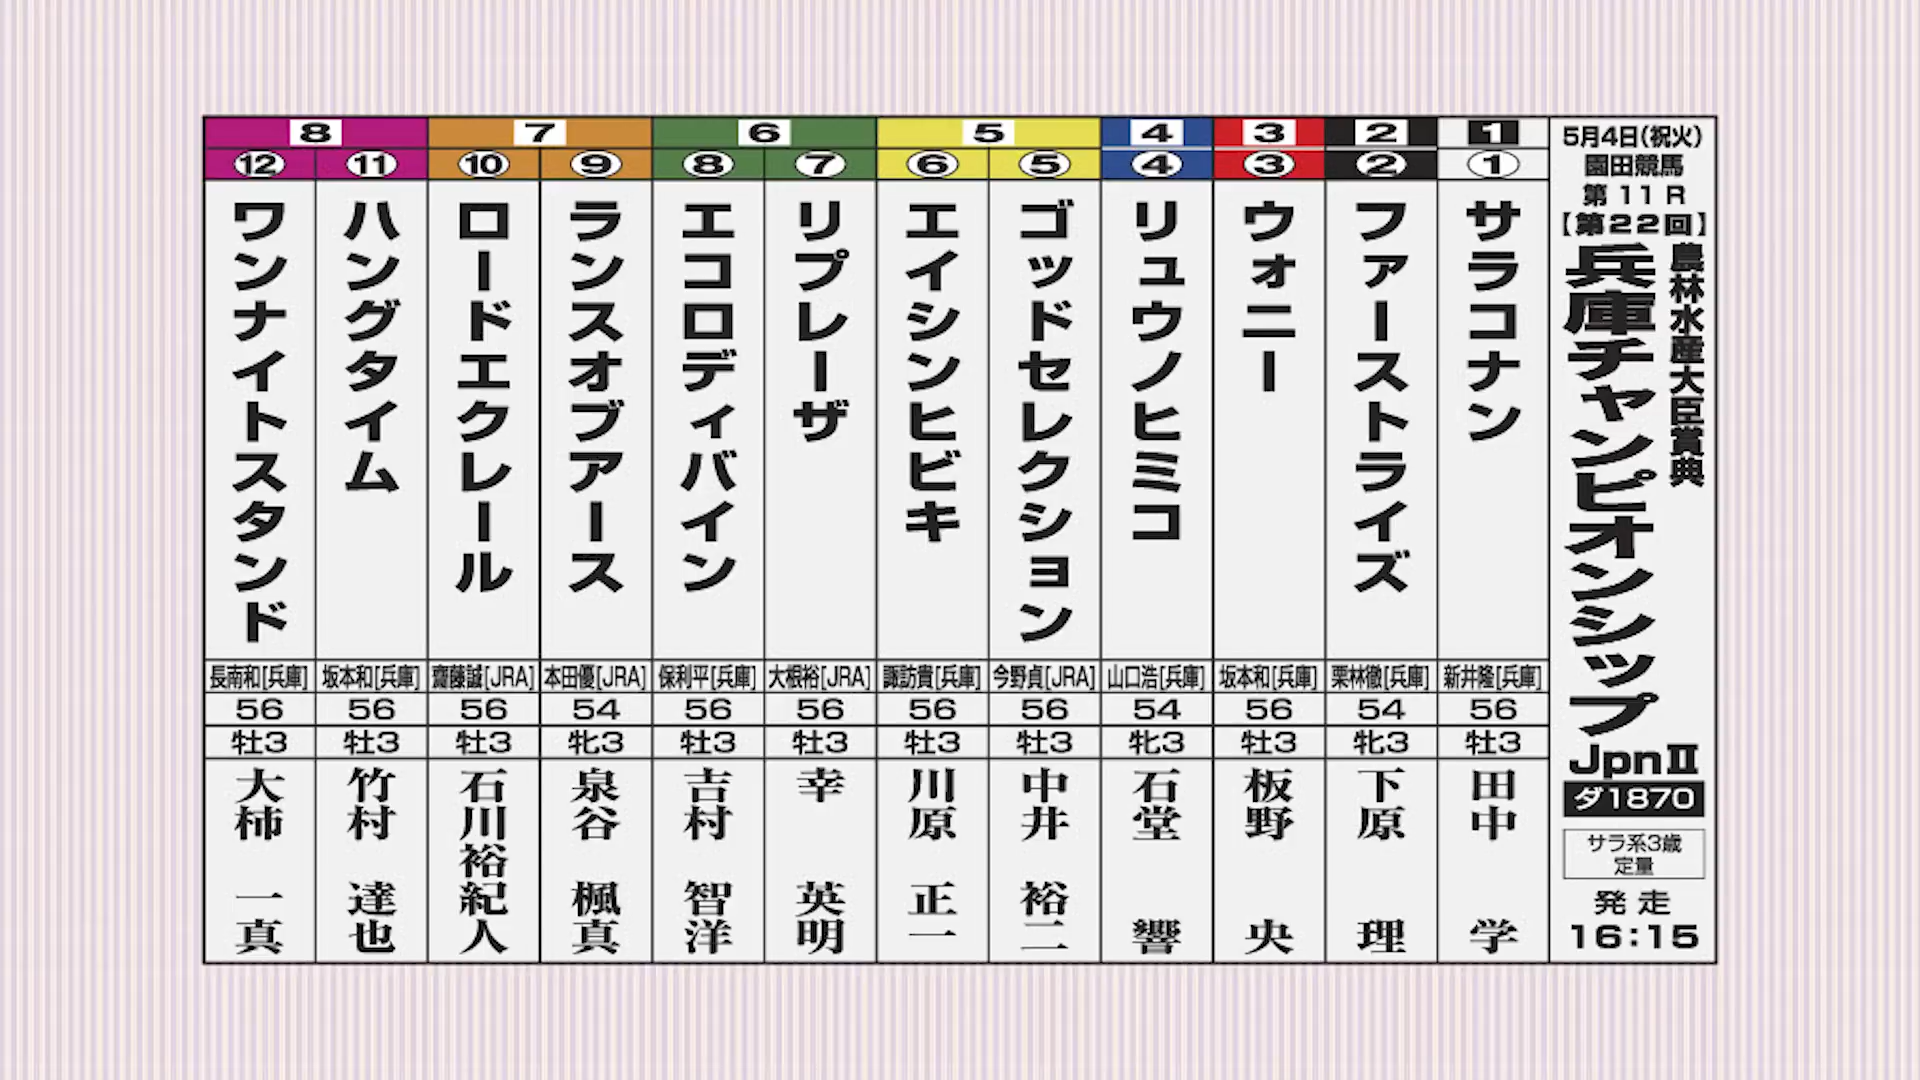 5月4日(祝火)
園田競馬
第 11 R
【第22回】
農林水産大臣賞典
兵庫チャンピオンシップ
JpnⅡ
ダ1870
サラ系3歳
定量
発走
16:15
1
①
サラコナン
新井隆[兵庫]
56
牡3
田中 学
2
②
ファーストライズ
栗林徹[兵庫]
54
牝3
下原 理
3
③
ウォニー
坂本和[兵庫]
56
牡3
板野 央
4
④
リュウノヒミコ
山口浩[兵庫]
54
牝3
石堂 響
5
⑤
ゴッドセレクション
今野貞[JRA]
56
牡3
中井 裕二
⑥
エイシンヒビキ
諏訪貴[兵庫]
56
牡3
川原 正一
6
⑦
リプレーザ
大根裕[JRA]
56
牡3
幸 英明
⑧
エコロディバイン
保利平[兵庫]
56
牡3
吉村 智洋
7
⑨
ランスオブアース
本田優[JRA]
54
牝3
泉谷 楓真
⑩
ロードエクレール
齋藤誠[JRA]
56
牡3
石川裕紀人
8
⑪
ハングタイム
坂本和[兵庫]
56
牡3
竹村 達也
⑫
ワンナイトスタンド
長南和[兵庫]
56
牡3
大柿 一真